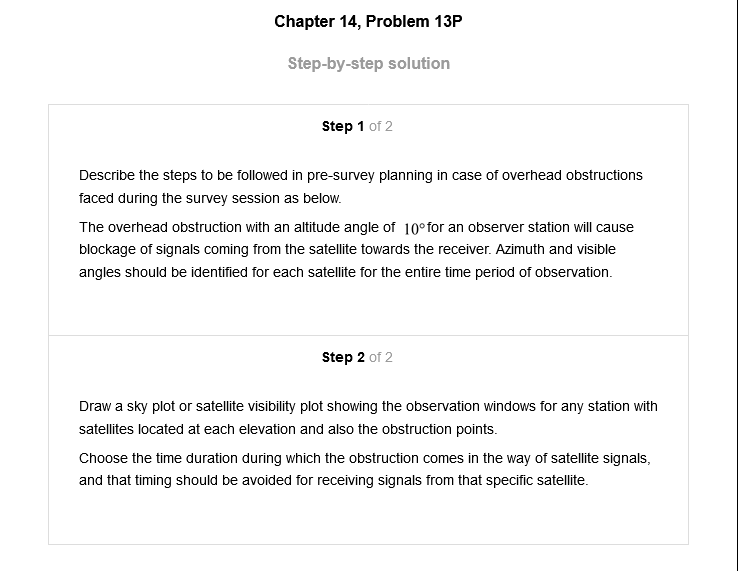 Chapter 14, Problem 13P
Step-by-step solution
Step 1 of 2
Describe the steps to be followed in pre-survey planning in case of overhead obstructions
faced during the survey session as below.
The overhead obstruction with an altitude angle of 10° for an observer station will cause
blockage of signals coming from the satellite towards the receiver. Azimuth and visible
angles should be identified for each satellite for the entire time period of observation.
Step 2 of 2
Draw a sky plot or satellite visibility plot showing the observation windows for any station with
satellites located at each elevation and also the obstruction points.
Choose the time duration during which the obstruction comes in the way of satellite signals,
and that timing should be avoided for receiving signals from that specific satellite.